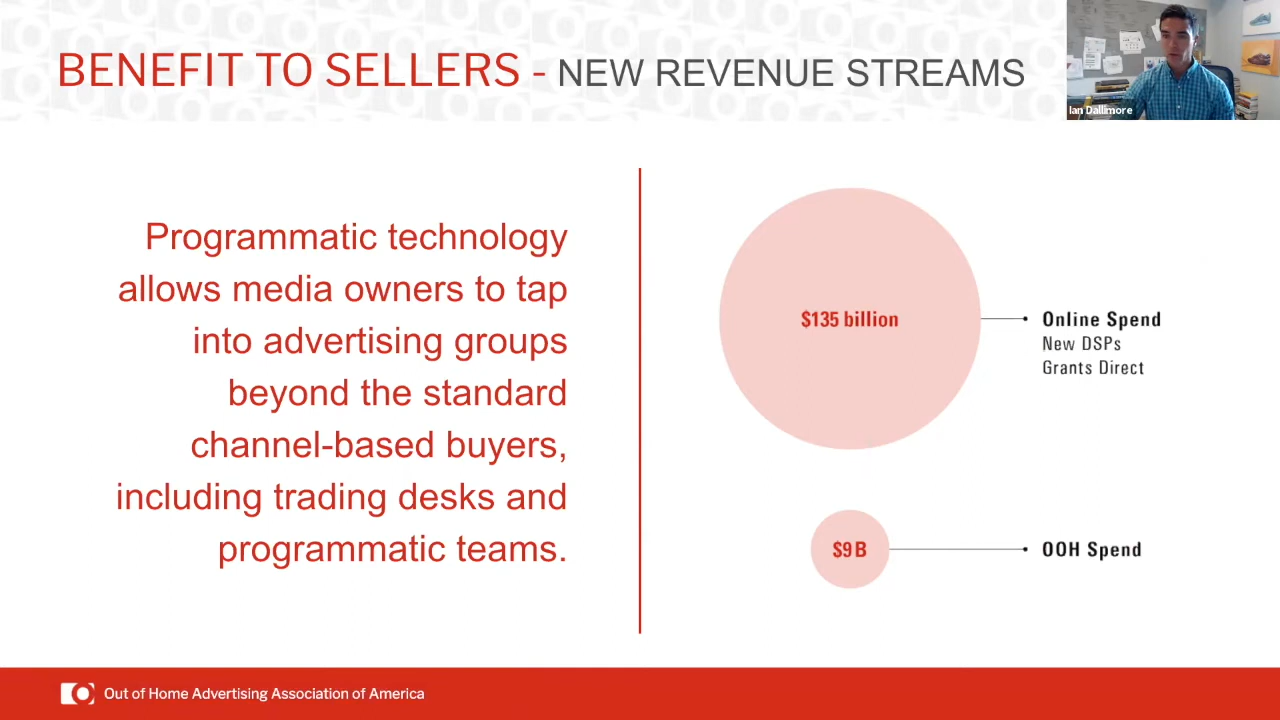 BENEFIT TO SELLERS - NEW REVENUE STREAMS
Ian Dallimore
Programmatic technology
allows media owners to tap
into advertising groups
beyond the standard
channel-based buyers,
including trading desks and
programmatic teams.
$135 billion
Online Spend
New DSPs
Grants Direct
$9B
OOH Spend
Out of Home Advertising Association of America